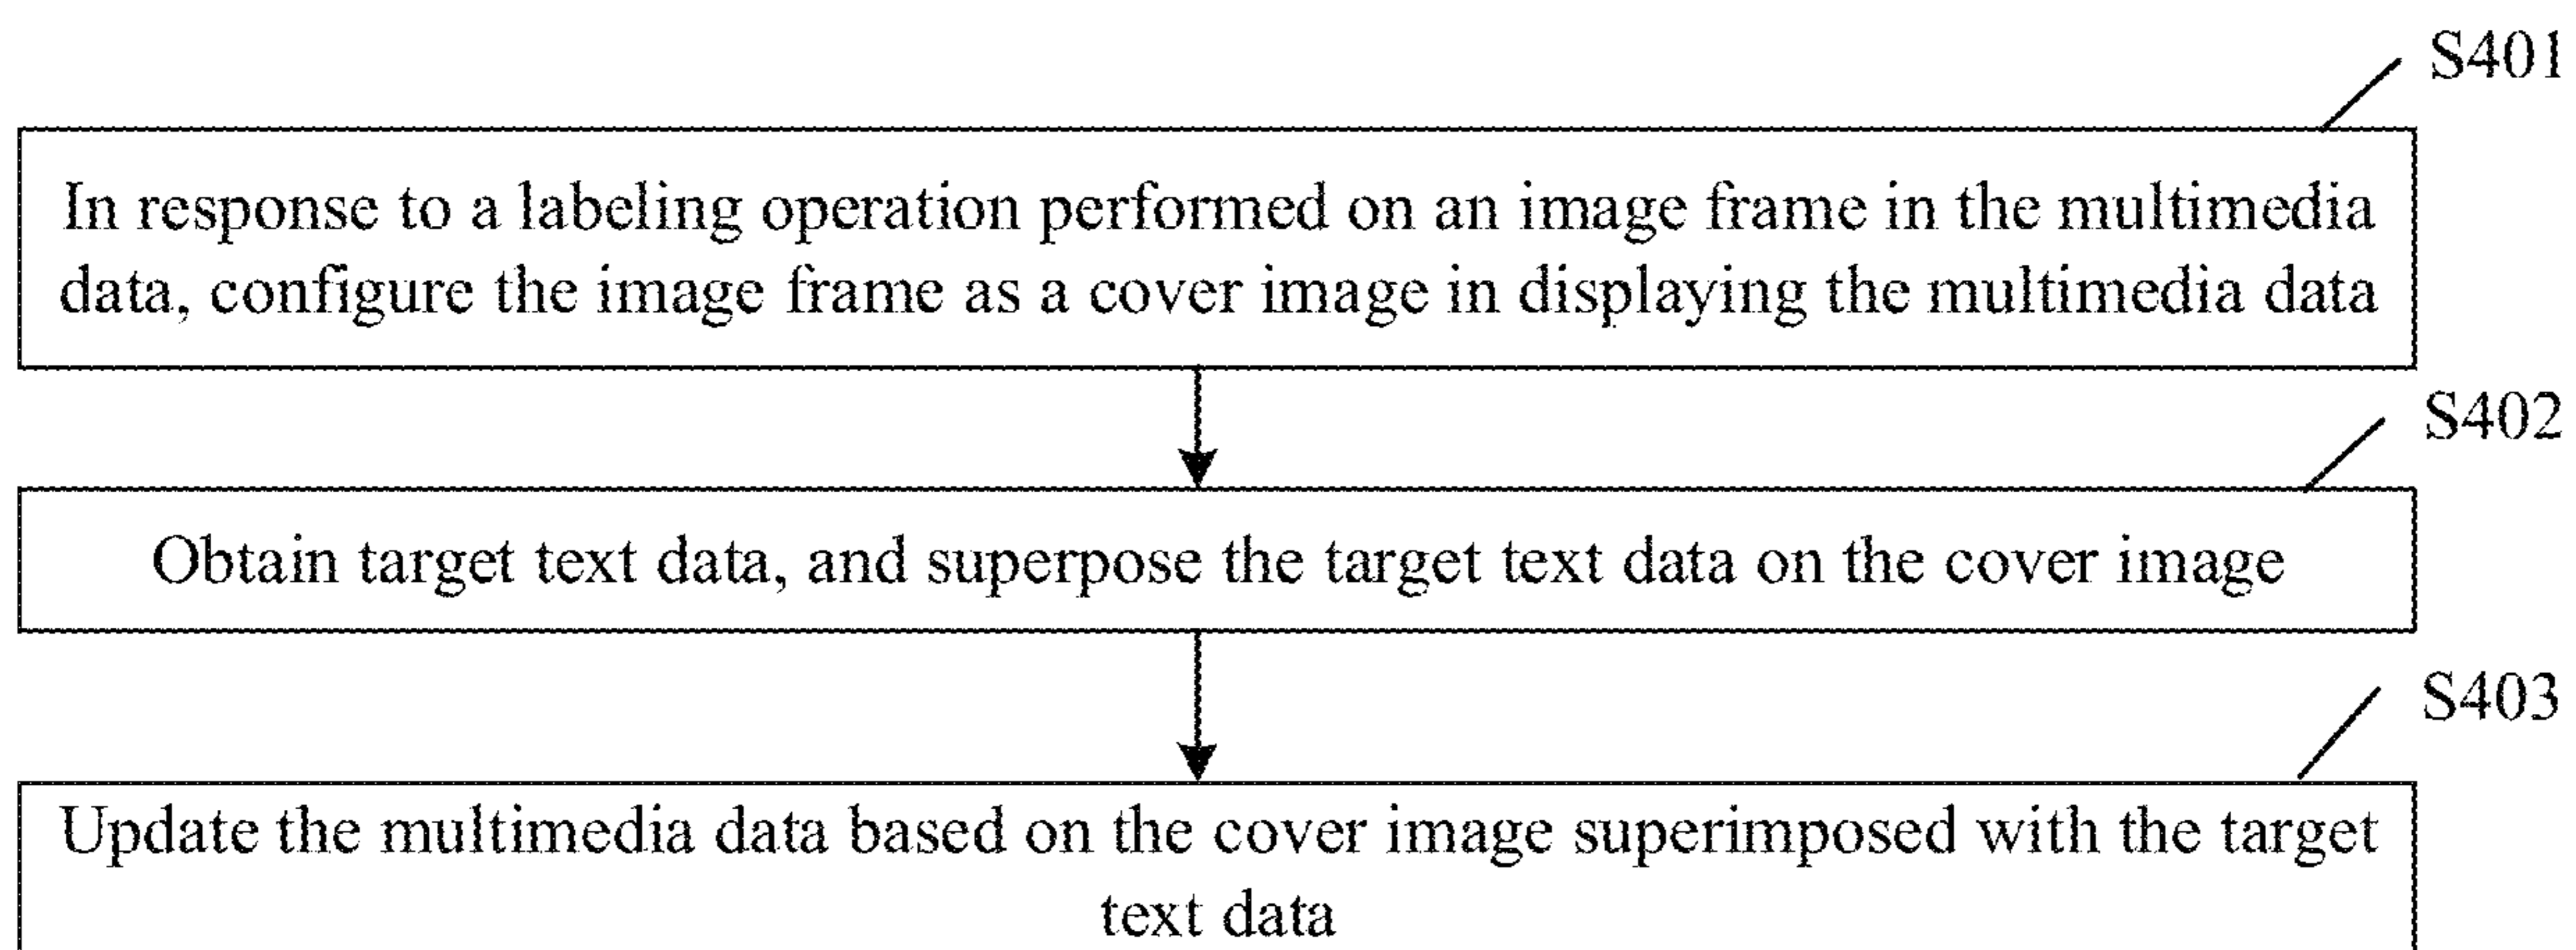 S401
In response to a labeling operation performed on an image frame in the multimedia
data, configure the image frame as a cover image in displaying the multimedia data
S402
Obtain target text data, and superpose the target text data on the cover image
S403
Update the multimedia data based on the cover image superimposed with the target
text data